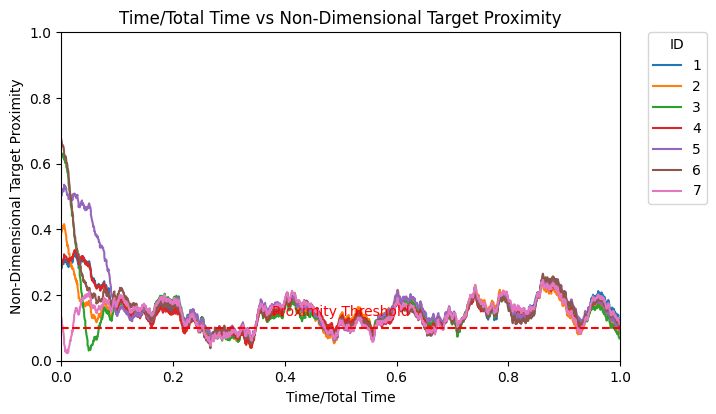 Time/Total Time vs Non-Dimensional Target Proximity
Non-Dimensional Target Proximity
1.0
0.8
0.6
0.4
0.2
0.0
Proximity Threshold
0.0 0.2 0.4 0.6 0.8 1.0
Time/Total Time
ID
1
2
3
4
5
6
7